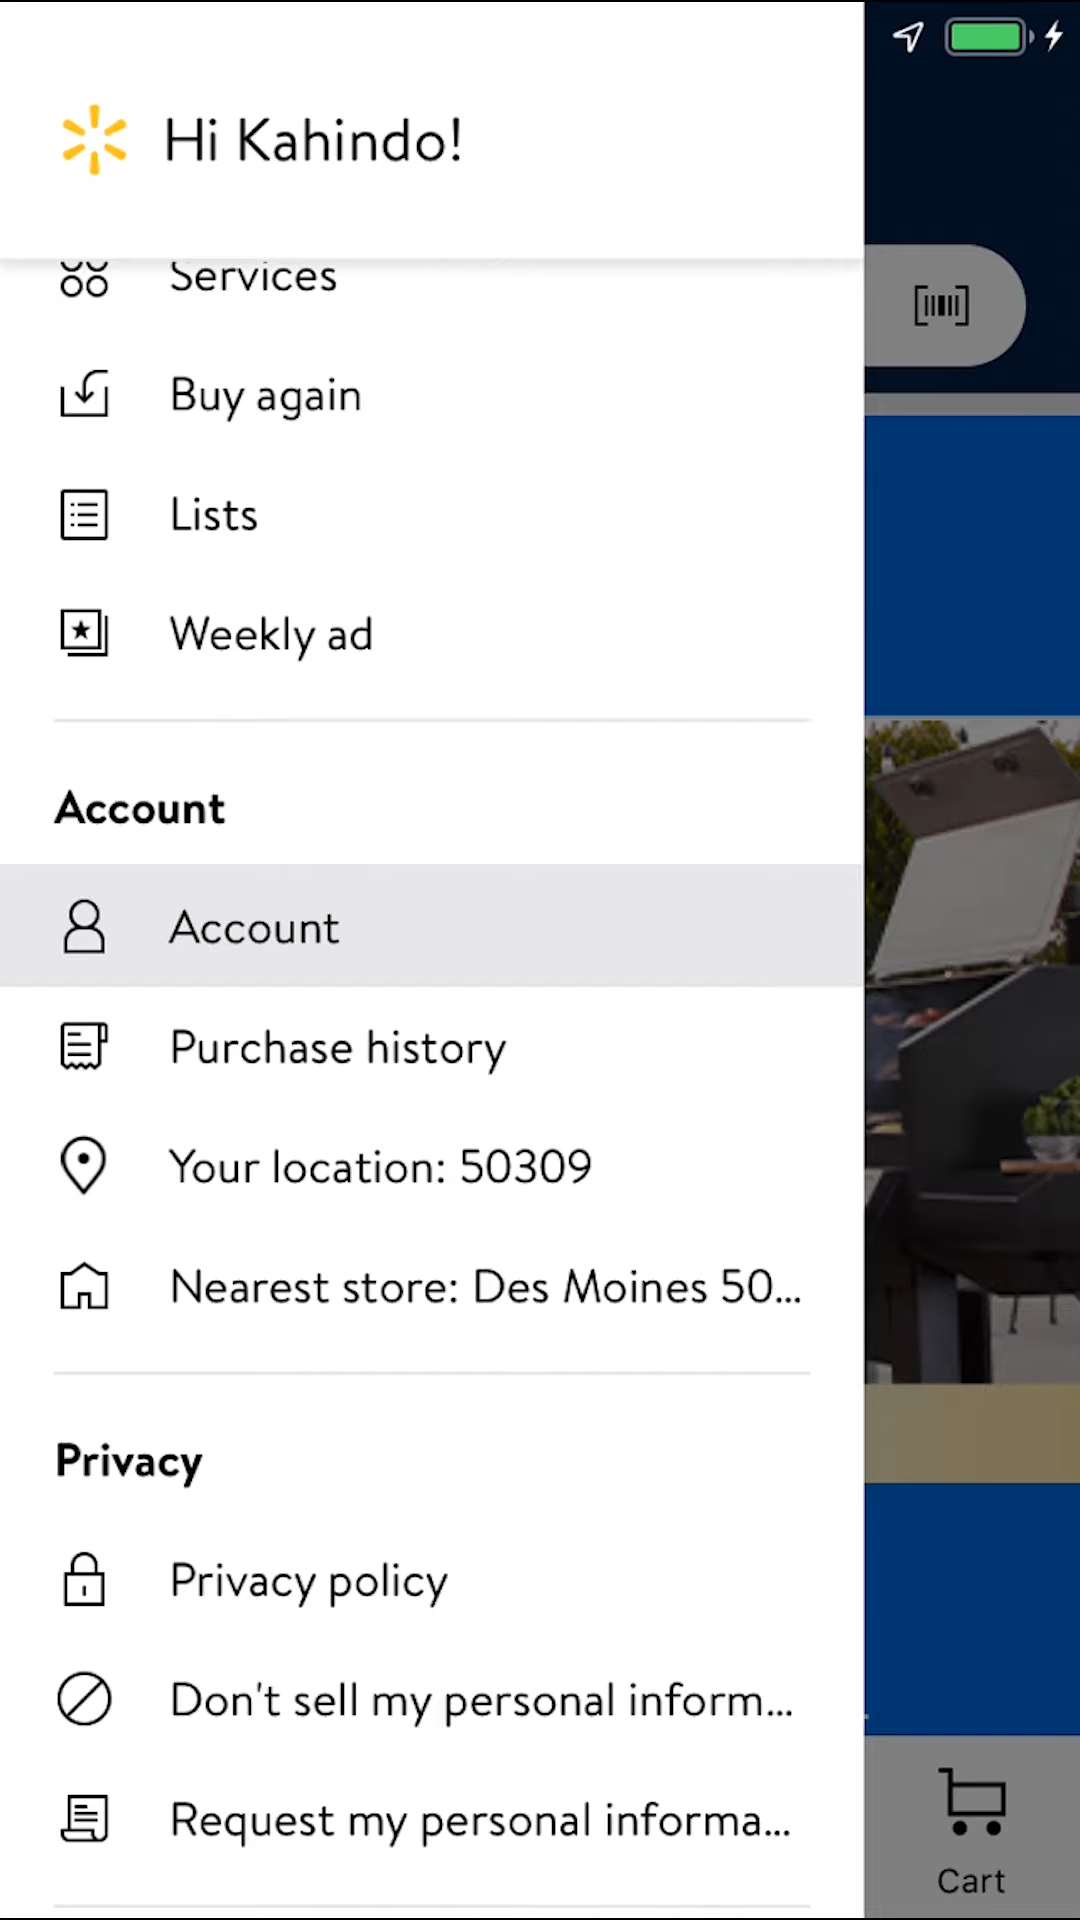 Hi Kahindo!
Services
Buy again
Lists
Weekly ad
Account
Account
Purchase history
Your location: 50309
Nearest store: Des Moines 50...
Privacy
Privacy policy
Don't sell my personal inform...
Request my personal informa...
Cart